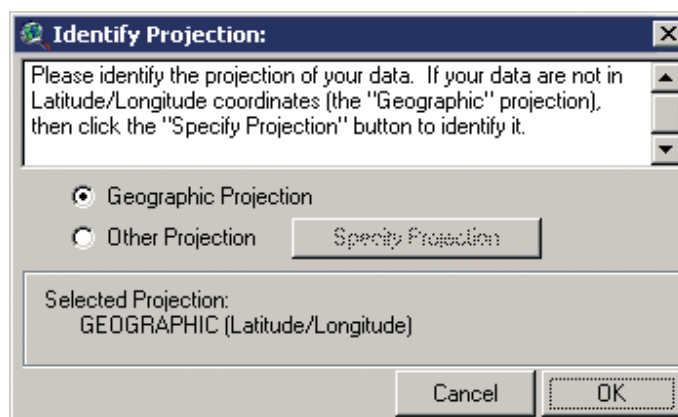 Identify Projection:
Please identify the projection of your data. If your data are not in
Latitude/Longitude coordinates (the "Geographic" projection),
then click the "Specify Projection" button to identify it.
Geographic Projection
Other Projection
Specify Projection
Selected Projection:
GEOGRAPHIC (Latitude/Longitude)
Cancel
OK